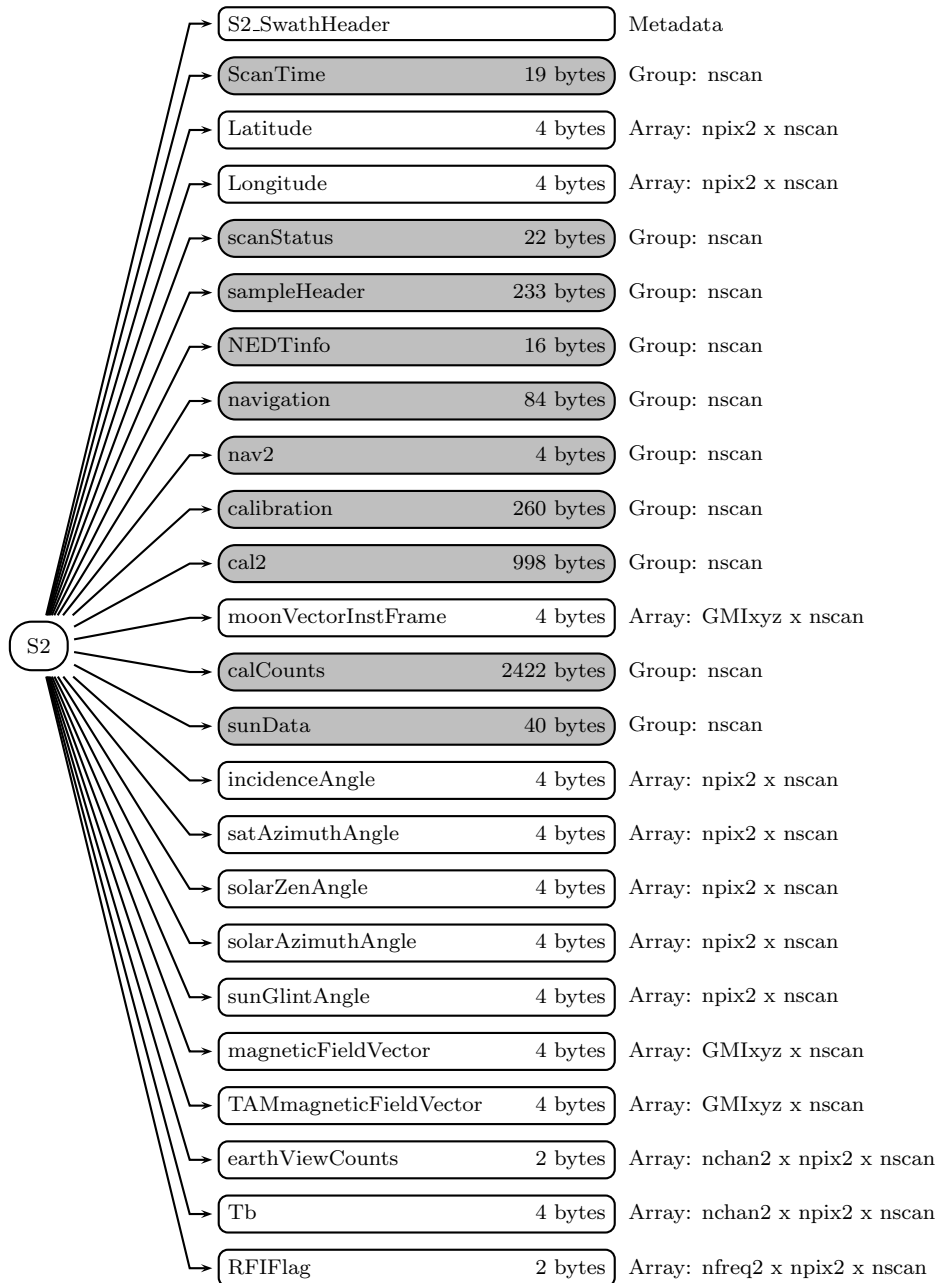 S2_SwathHeader Metadata
ScanTime 19 bytes Group: nscan
Latitude 4 bytes Array: npix2 x nscan
Longitude 4 bytes Array: npix2 x nscan
scanStatus 22 bytes Group: nscan
sampleHeader 233 bytes Group: nscan
NEDTinfo 16 bytes Group: nscan
navigation 84 bytes Group: nscan
nav2 4 bytes Group: nscan
calibration 260 bytes Group: nscan
cal2 998 bytes Group: nscan
moonVectorInstFrame 4 bytes Array: GMIxyz x nscan
S2
calCounts 2422 bytes Group: nscan
sunData 40 bytes Group: nscan
incidenceAngle 4 bytes Array: npix2 x nscan
satAzimuthAngle 4 bytes Array: npix2 x nscan
solarZenAngle 4 bytes Array: npix2 x nscan
solarAzimuthAngle 4 bytes Array: npix2 x nscan
sunGlintAngle 4 bytes Array: npix2 x nscan
magneticFieldVector 4 bytes Array: GMIxyz x nscan
TAMmagneticFieldVector 4 bytes Array: GMIxyz x nscan
earthViewCounts 2 bytes Array: nchan2 x npix2 x nscan
Tb 4 bytes Array: nchan2 x npix2 x nscan
RFIFlag 2 bytes Array: nfreq2 x npix2 x nscan